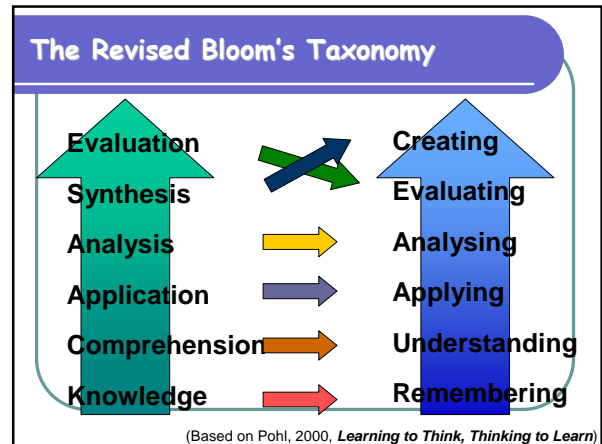 The Revised Bloom's Taxonomy
Evaluation
Synthesis
Analysis
Application
Comprehension
Knowledge
Creating
Evaluating
Analysing
Applying
Understanding
Remembering
(Based on Pohl, 2000, Learning to Think, Thinking to Learn)